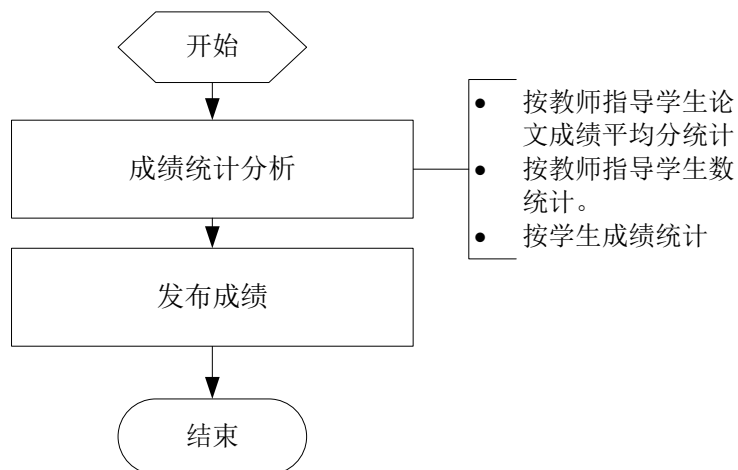 开始
成绩统计分析
● 按教师指导学生论
文成绩平均分统计
● 按教师指导学生数
统计。
● 按学生成绩统计
发布成绩
结束